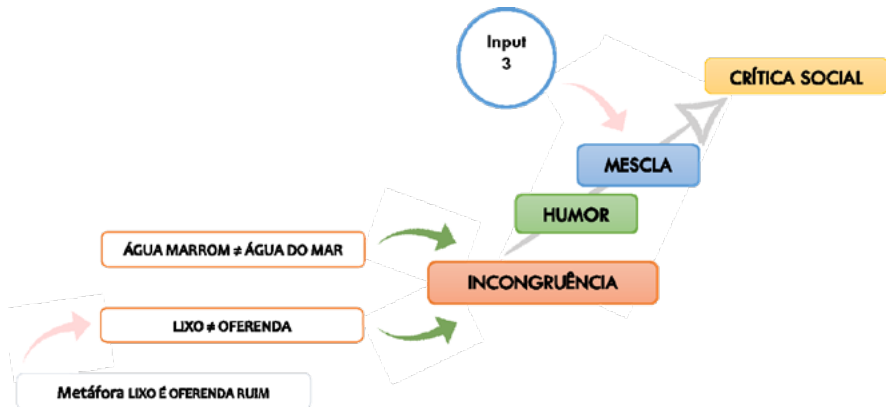 Input
3
CRÍTICA SOCIAL
MESCLA
HUMOR
ÁGUA MARROM ≠ ÁGUA DO MAR
INCONGRUÊNCIA
LIXO ≠ OFERENDA
Metáfora LIXO É OFERENDA RUIM